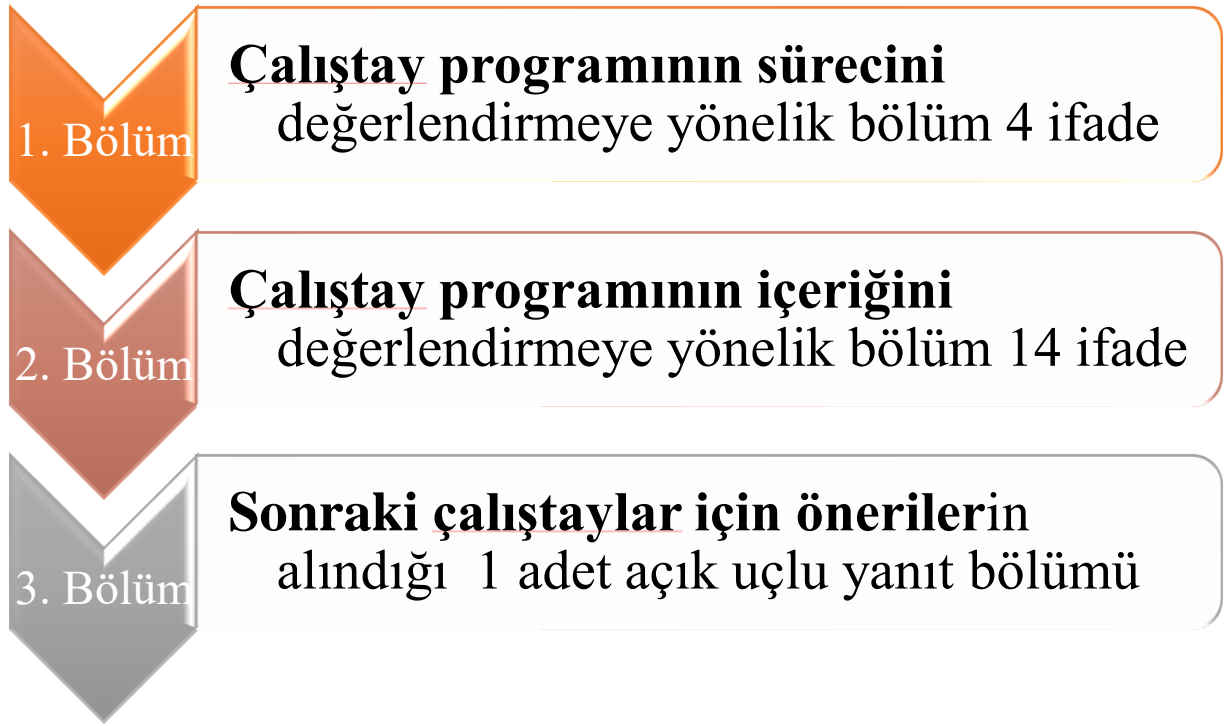 1. Bölüm
Çalıştay programının sürecini
değerlendirmeye yönelik bölüm 4 ifade
2. Bölüm
Çalıştay programının içeriğini
değerlendirmeye yönelik bölüm 14 ifade
3. Bölüm
Sonraki çalıştaylar için önerilerin
alındığı 1 adet açık uçlu yanıt bölümü